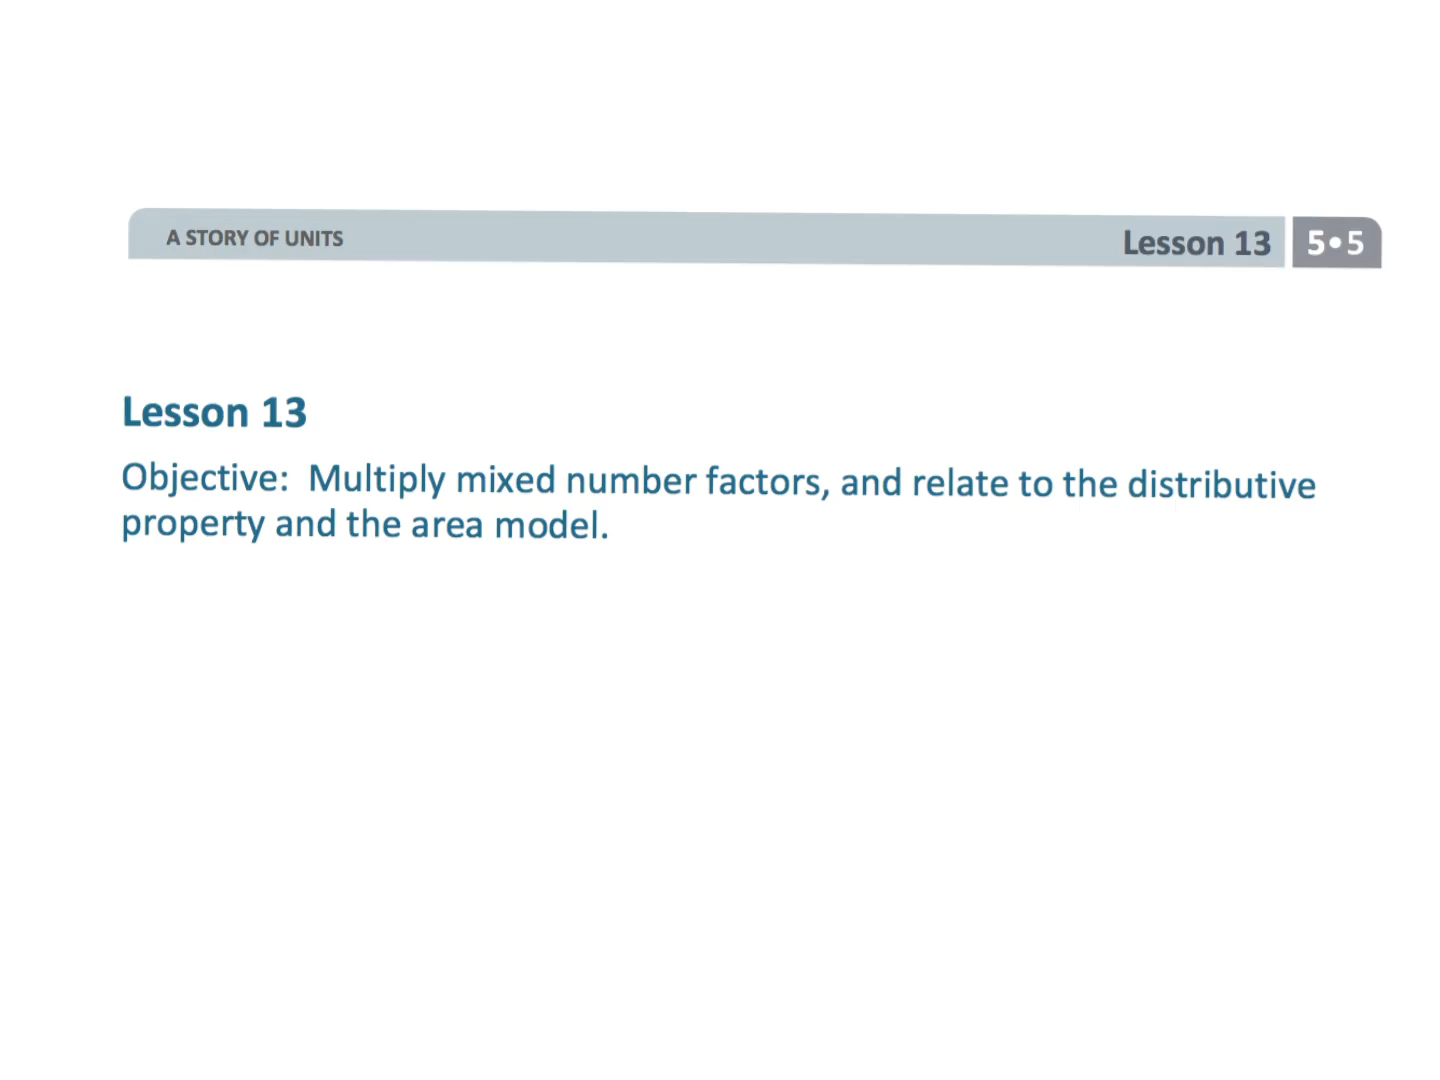 A STORY OF UNITS
Lesson 13
5•5
Lesson 13
Objective:  Multiply mixed number factors, and relate to the distributive
property and the area model.